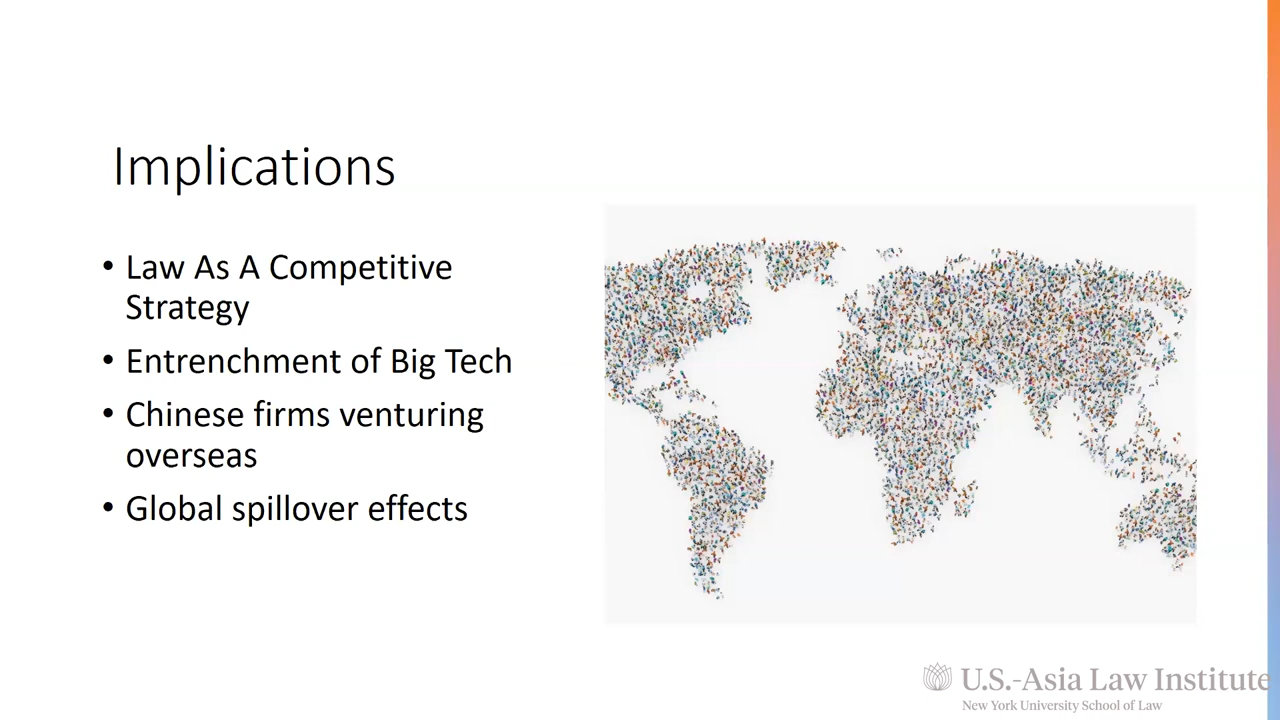 Implications
• Law As A Competitive
Strategy
• Entrenchment of Big Tech
• Chinese firms venturing
overseas
• Global spillover effects
U.S.-Asia Law Institute
New York University School of Law